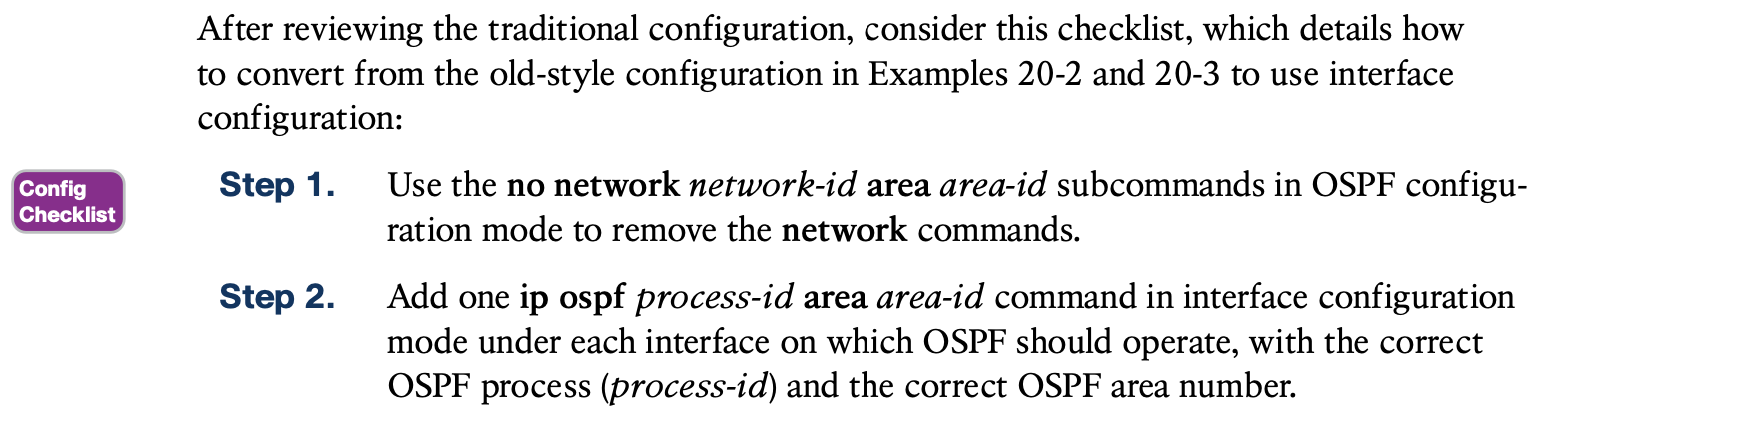 After reviewing the traditional configuration, consider this checklist, which details how
to convert from the old-style configuration in Examples 20-2 and 20-3 to use interface
configuration:
Config
Checklist
Step 1. Use the no network network-id area area-id subcommands in OSPF configu-
ration mode to remove the network commands.
Step 2. Add one ip ospf process-id area area-id command in interface configuration
mode under each interface on which OSPF should operate, with the correct
OSPF process (process-id) and the correct OSPF area number.